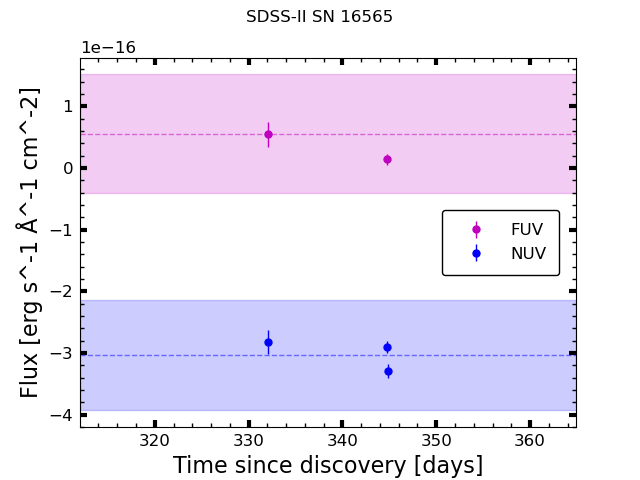 SDSS-II SN 16565
1e−16
Flux [erg s^-1 Å^-1 cm^-2]
1
0
−1
−2
−3
−4
FUV
NUV
320
330
340
350
360
Time since discovery [days]